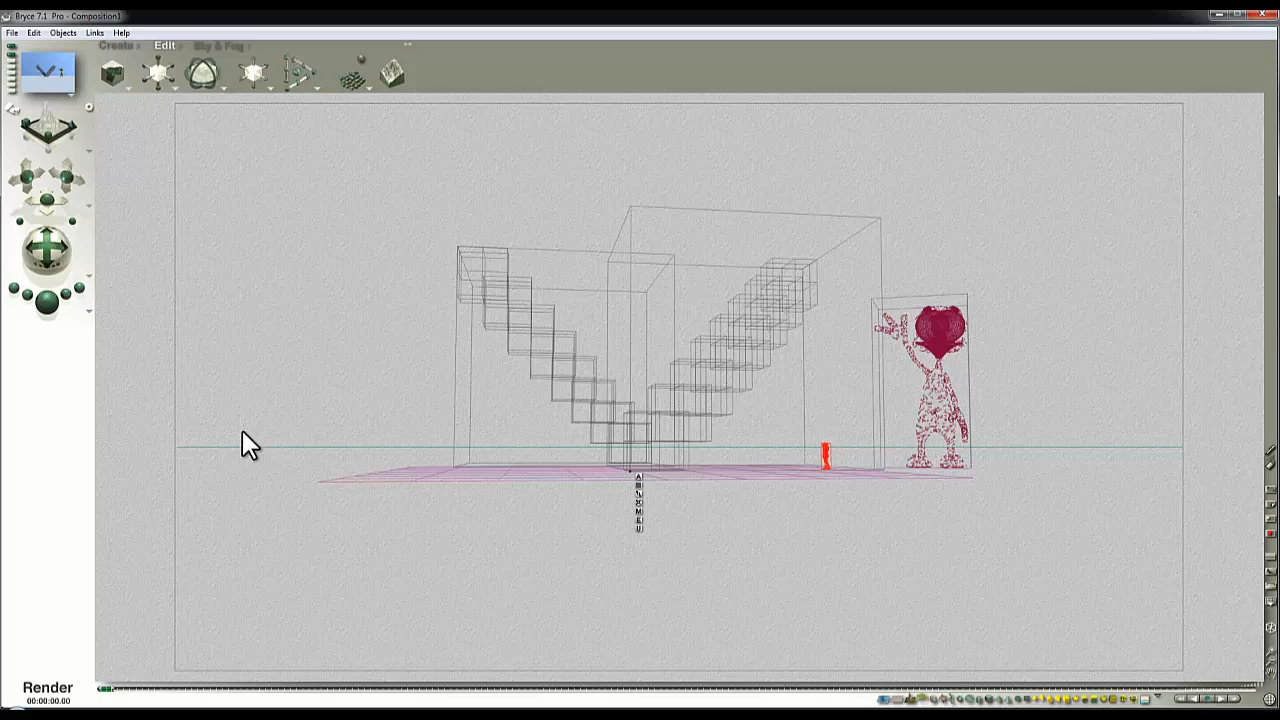 Bryce 7.1 Pro - Composition1
File Edit Objects Links Help
Create Edit Sky & Fog
A
M
Render
00:00:00.00